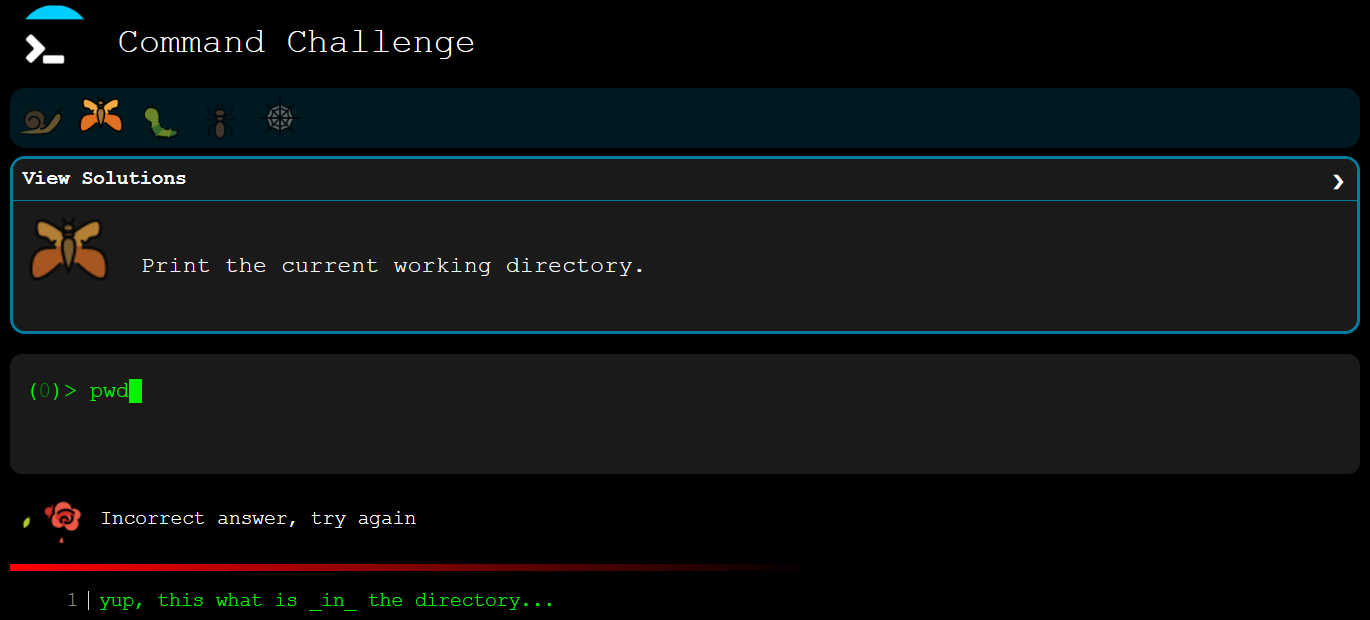 Command Challenge
View Solutions
Print the current working directory.
(0)> pwd
Incorrect answer, try again
1 yup, this what is _in_ the directory...